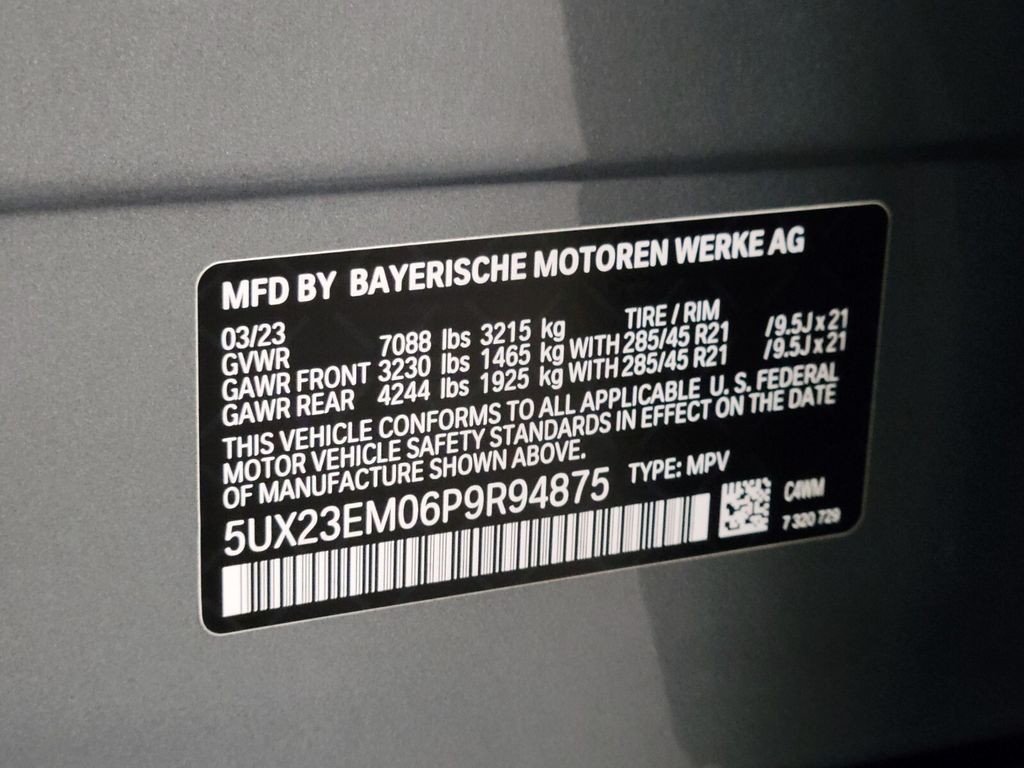 MFD BY BAYERISCHE MOTOREN WERKE AG
03/23 TIRE / RIM
GVWR 7088 lbs 3215 kg
GAWR FRONT 3230 lbs 1465 kg WITH 285/45 R21 /9.5J x 21
GAWR REAR 4244 lbs 1925 kg WITH 285/45 R21 /9.5J x 21
THIS VEHICLE CONFORMS TO ALL APPLICABLE U. S. FEDERAL
MOTOR VEHICLE SAFETY STANDARDS IN EFFECT ON THE DATE
OF MANUFACTURE SHOWN ABOVE.
5UX23EM06P9R94875 TYPE: MPV
C4WM
7 320 729